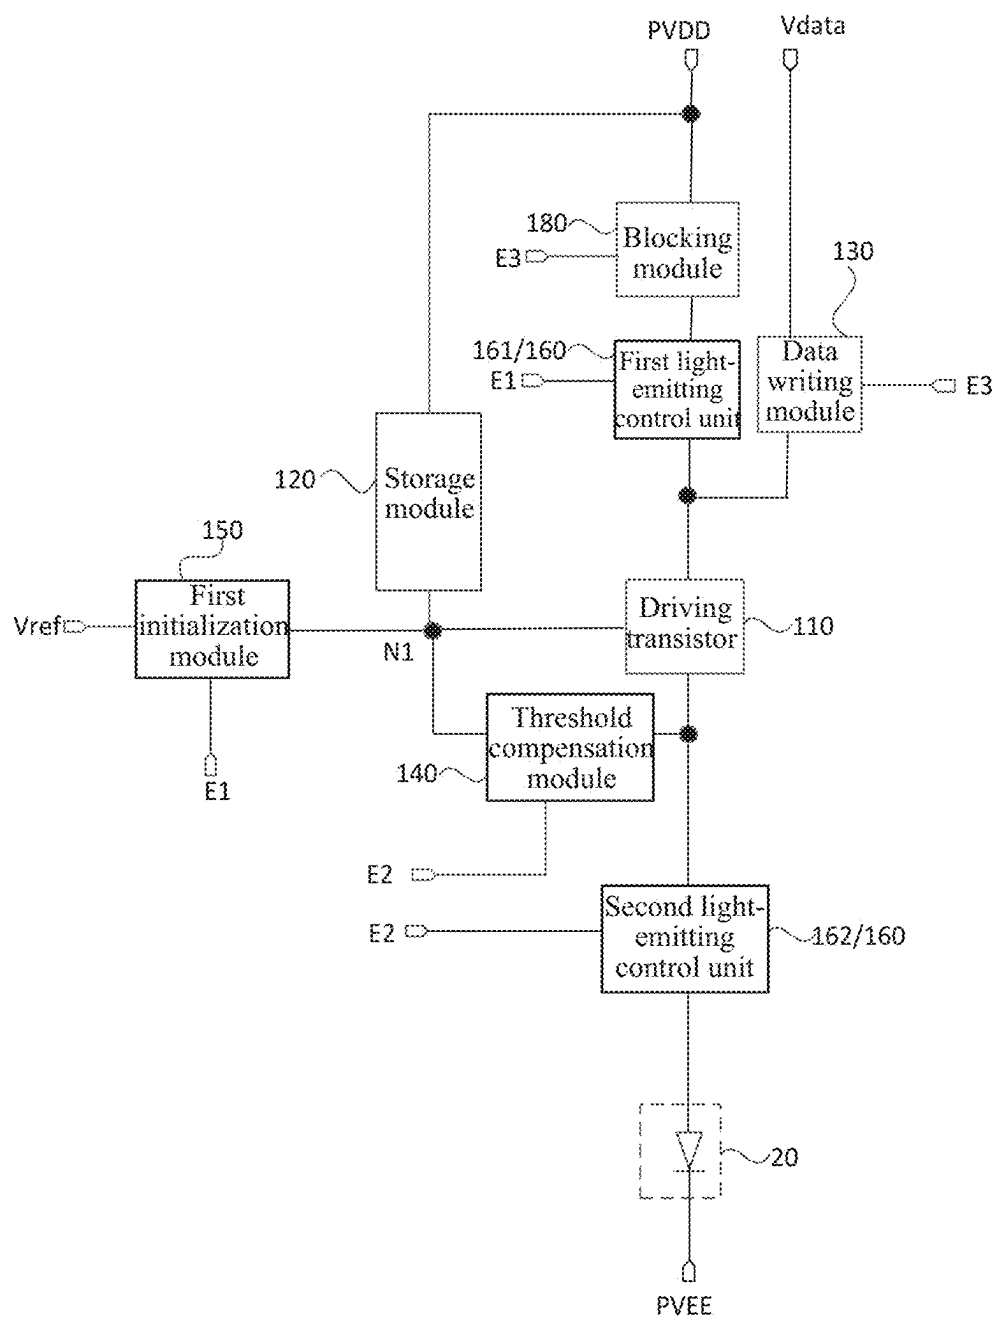 PVDD
Vdata
180
Blocking
module
E3
130
161/160
First light-
emitting
control unit
E1
Data
writing
module
E3
120
Storage
module
150
First
initialization
module
Vref
N1
Driving
transistor
110
Threshold
compensation
module
140
E1
E2
E2
Second light-
emitting
control unit
162/160
20
PVEE